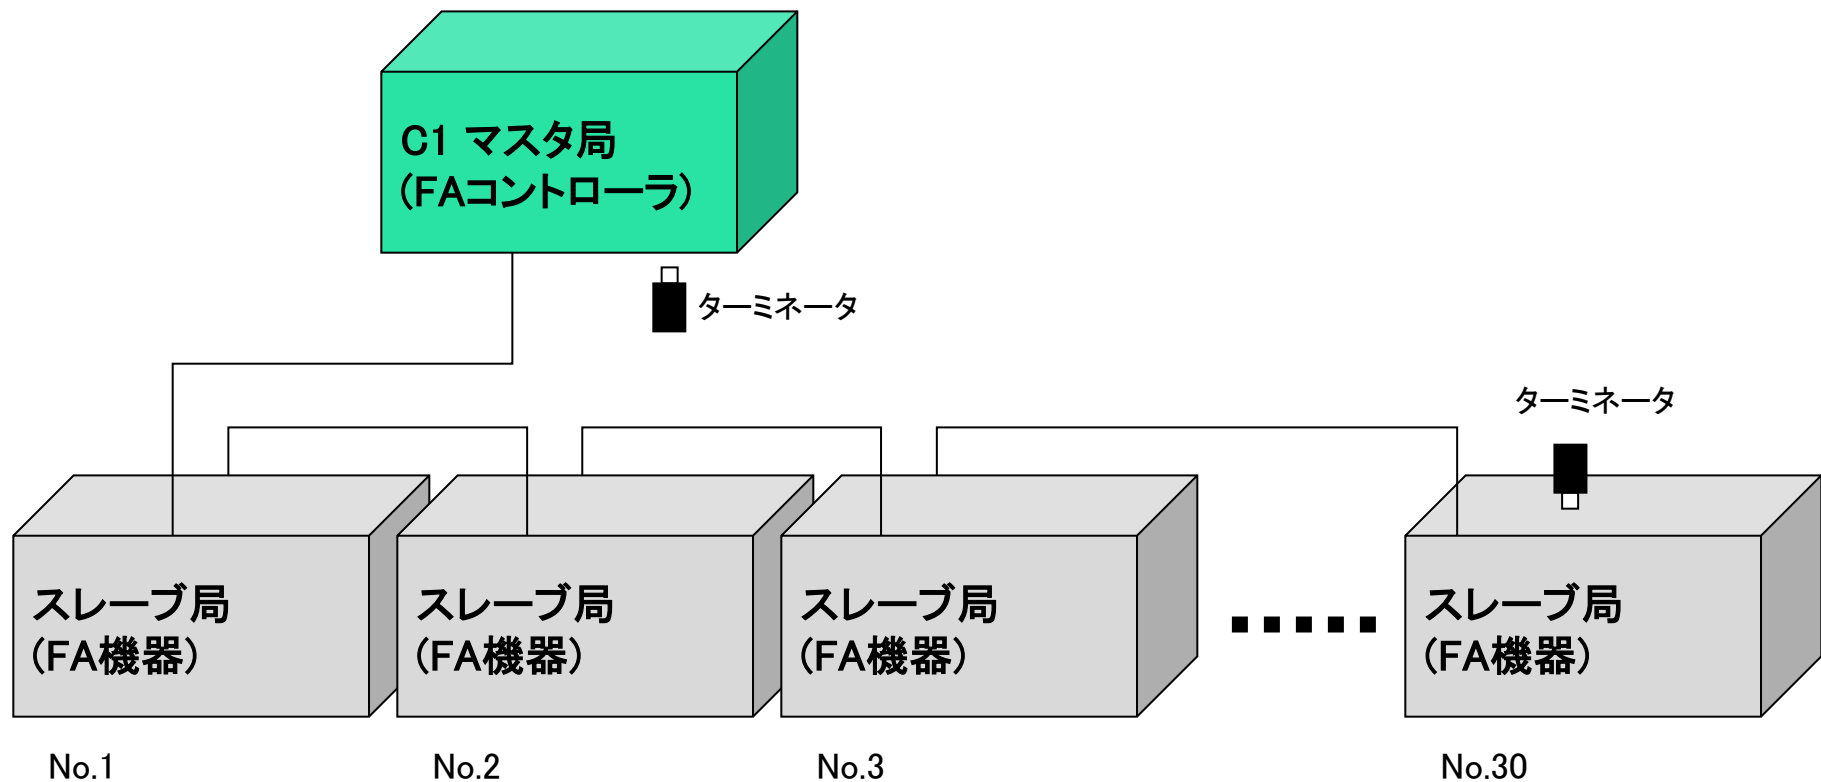 C1 マスタ局
(FAコントローラ)
ターミネータ
ターミネータ
スレーブ局
(FA機器)
スレーブ局
(FA機器)
スレーブ局
(FA機器)
スレーブ局
(FA機器)
No.1
No.2
No.3
No.30